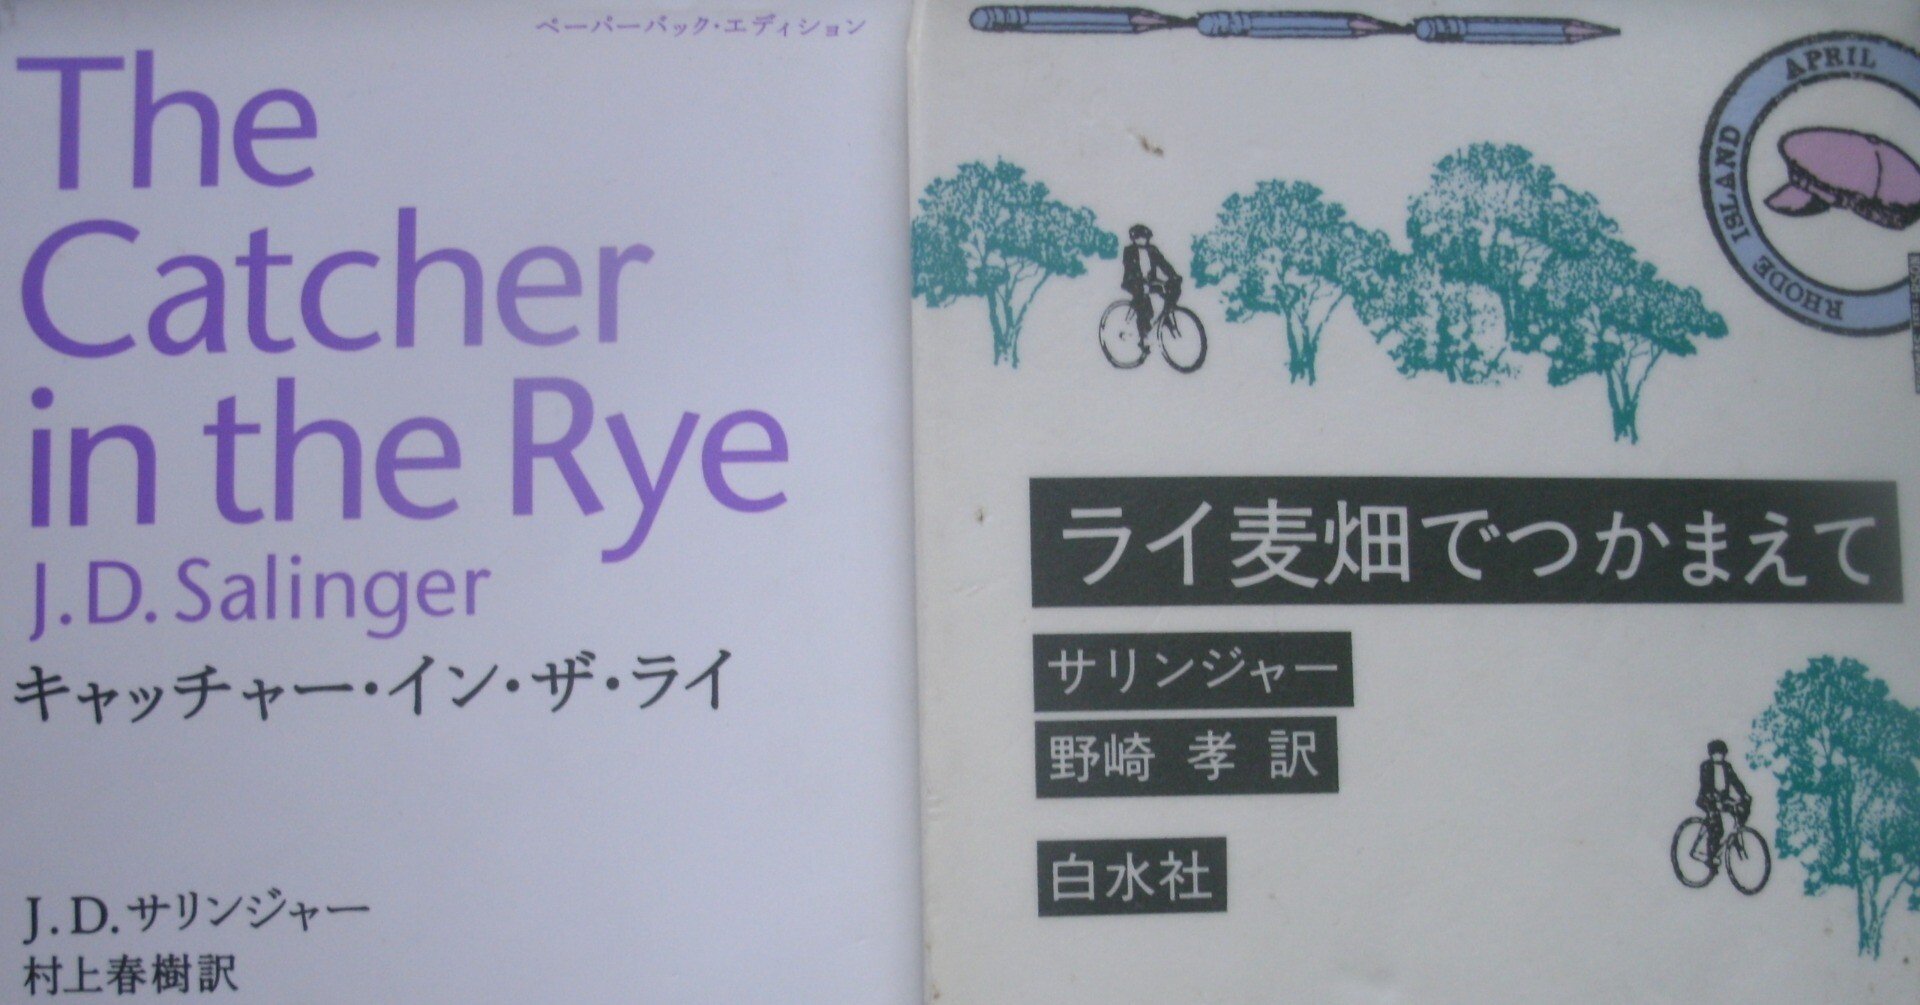 ペーパーバック・エディション
The
Catcher
in the Rye
J.D. Salinger
キャッチャー・イン・ザ・ライ
J.D.サリンジャー
村上春樹訳
APRIL
RHODE ISLAND
ライ麦畑でつかまえて
サリンジャー
野崎 孝 訳
白水社